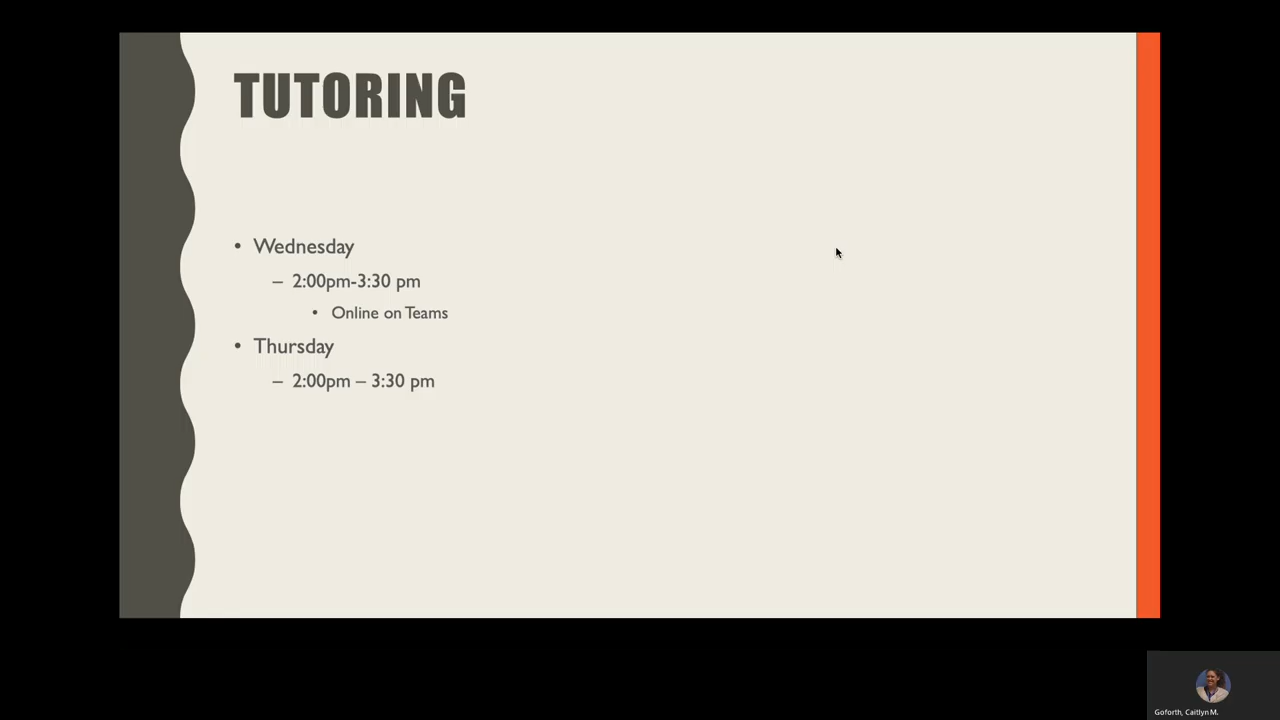 TUTORING
• Wednesday
– 2:00pm-3:30 pm
• Online on Teams
• Thursday
– 2:00pm – 3:30 pm
Goforth, Caitlyn M.